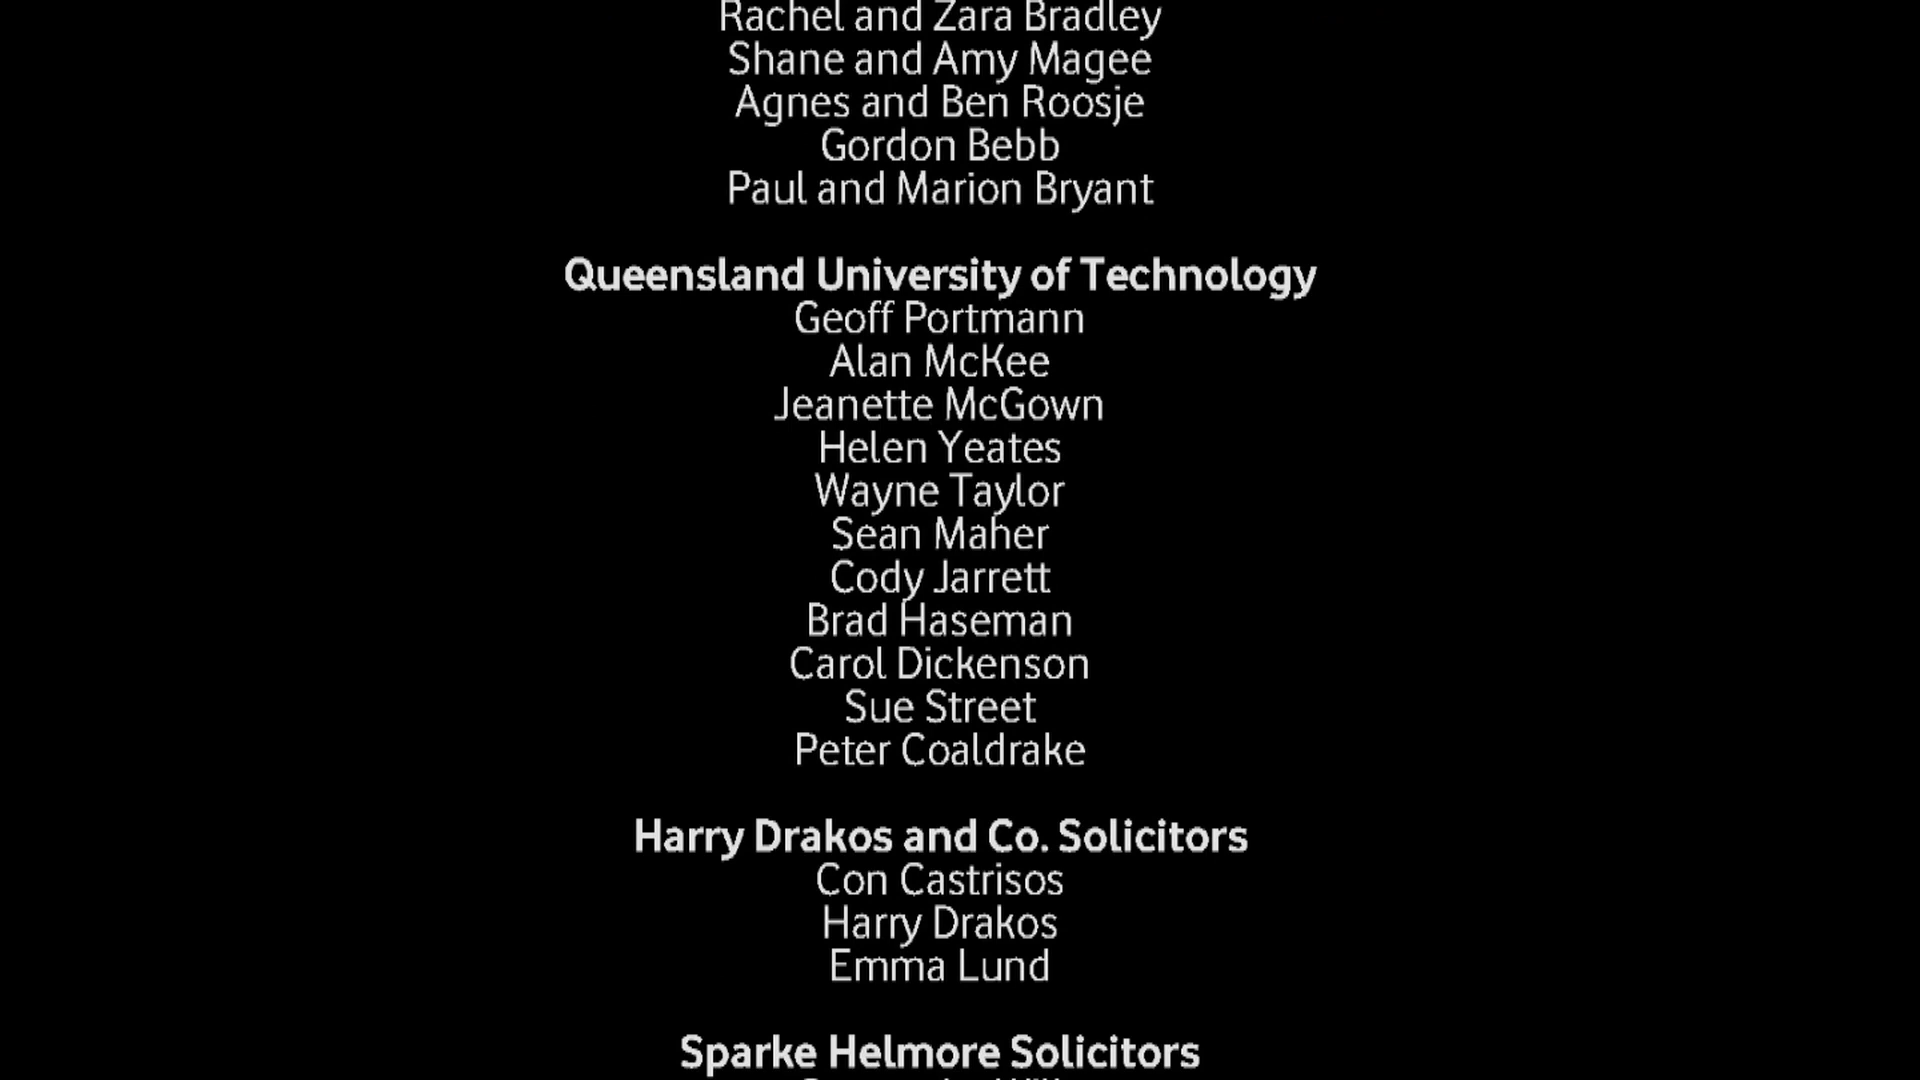 Rachel and Zara Bradley
Shane and Amy Magee
Agnes and Ben Roosje
Gordon Bebb
Paul and Marion Bryant
Queensland University of Technology
Geoff Portmann
Alan McKee
Jeanette McGown
Helen Yeates
Wayne Taylor
Sean Maher
Cody Jarrett
Brad Haseman
Carol Dickenson
Sue Street
Peter Coaldrake
Harry Drakos and Co. Solicitors
Con Castrisos
Harry Drakos
Emma Lund
Sparke Helmore Solicitors